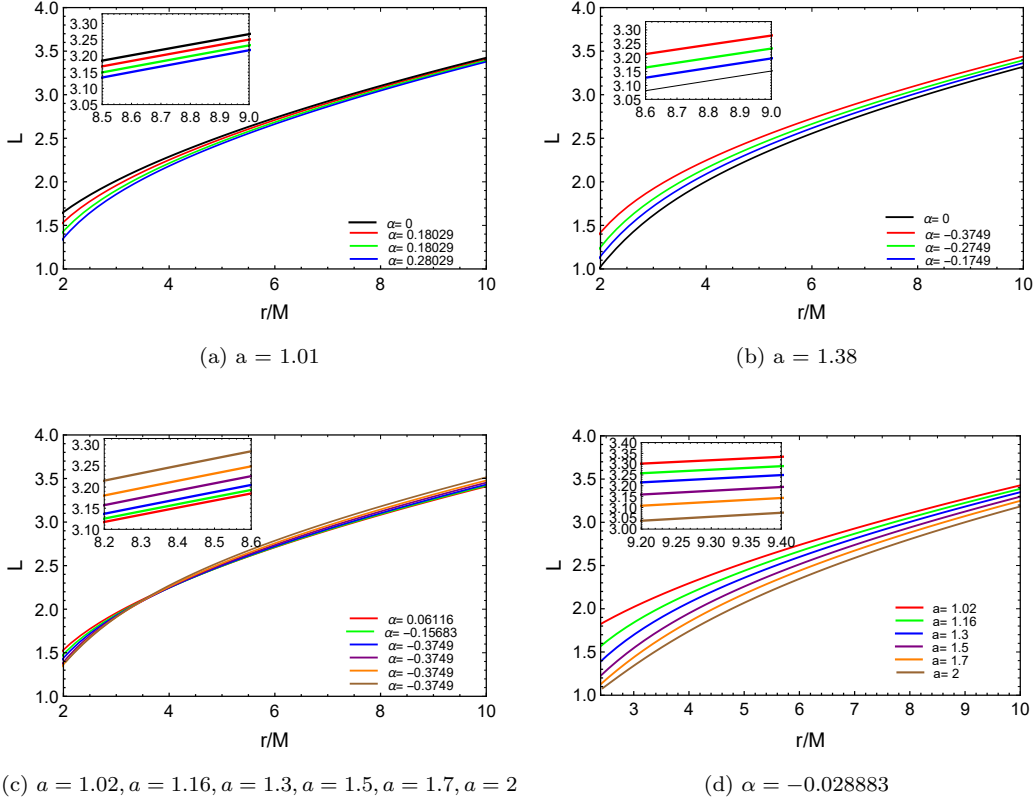 3.30
3.25
3.20
3.15
3.10
3.05
8.5 8.6 8.7 8.8 8.9 9.0
4.0
3.5
3.0
2.5
2.0
1.5
1.0
L
α= 0
α= 0.18029
α= 0.18029
α= 0.28029
2 4 6 8 10
r/M
(a) a = 1.01
3.30
3.25
3.20
3.15
3.10
3.05
8.6 8.7 8.8 8.9 9.0
4.0
3.5
3.0
2.5
2.0
1.5
1.0
L
α= 0
α= -0.3749
α= -0.2749
α= -0.1749
2 4 6 8 10
r/M
(b) a = 1.38
3.30
3.25
3.20
3.15
3.10
8.2 8.3 8.4 8.5 8.6
4.0
3.5
3.0
2.5
2.0
1.5
1.0
L
α= 0.06116
α= -0.15683
α= -0.3749
α= -0.3749
α= -0.3749
α= -0.3749
2 4 6 8 10
r/M
(c) a = 1.02, a = 1.16, a = 1.3, a = 1.5, a = 1.7, a = 2
3.40
3.35
3.30
3.25
3.20
3.15
3.10
3.05
3.00
9.20 9.25 9.30 9.35 9.40
4.0
3.5
3.0
2.5
2.0
1.5
1.0
L
a= 1.02
a= 1.16
a= 1.3
a= 1.5
a= 1.7
a= 2
3 4 5 6 7 8 9 10
r/M
(d) α = −0.028883